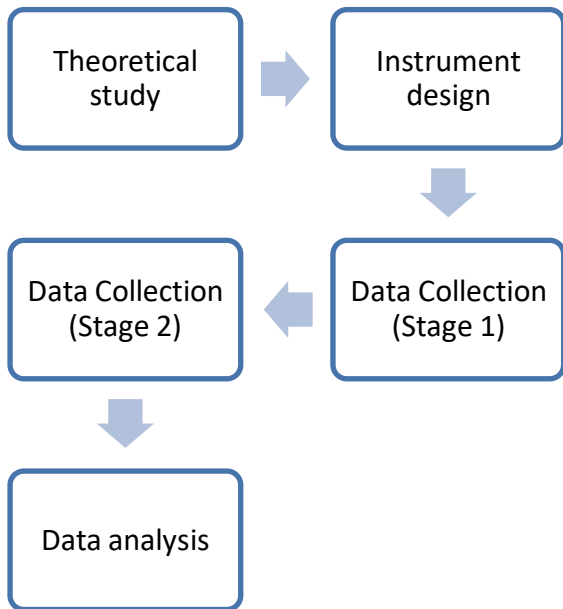 Theoretical
study
Instrument
design
Data Collection
(Stage 1)
Data Collection
(Stage 2)
Data analysis